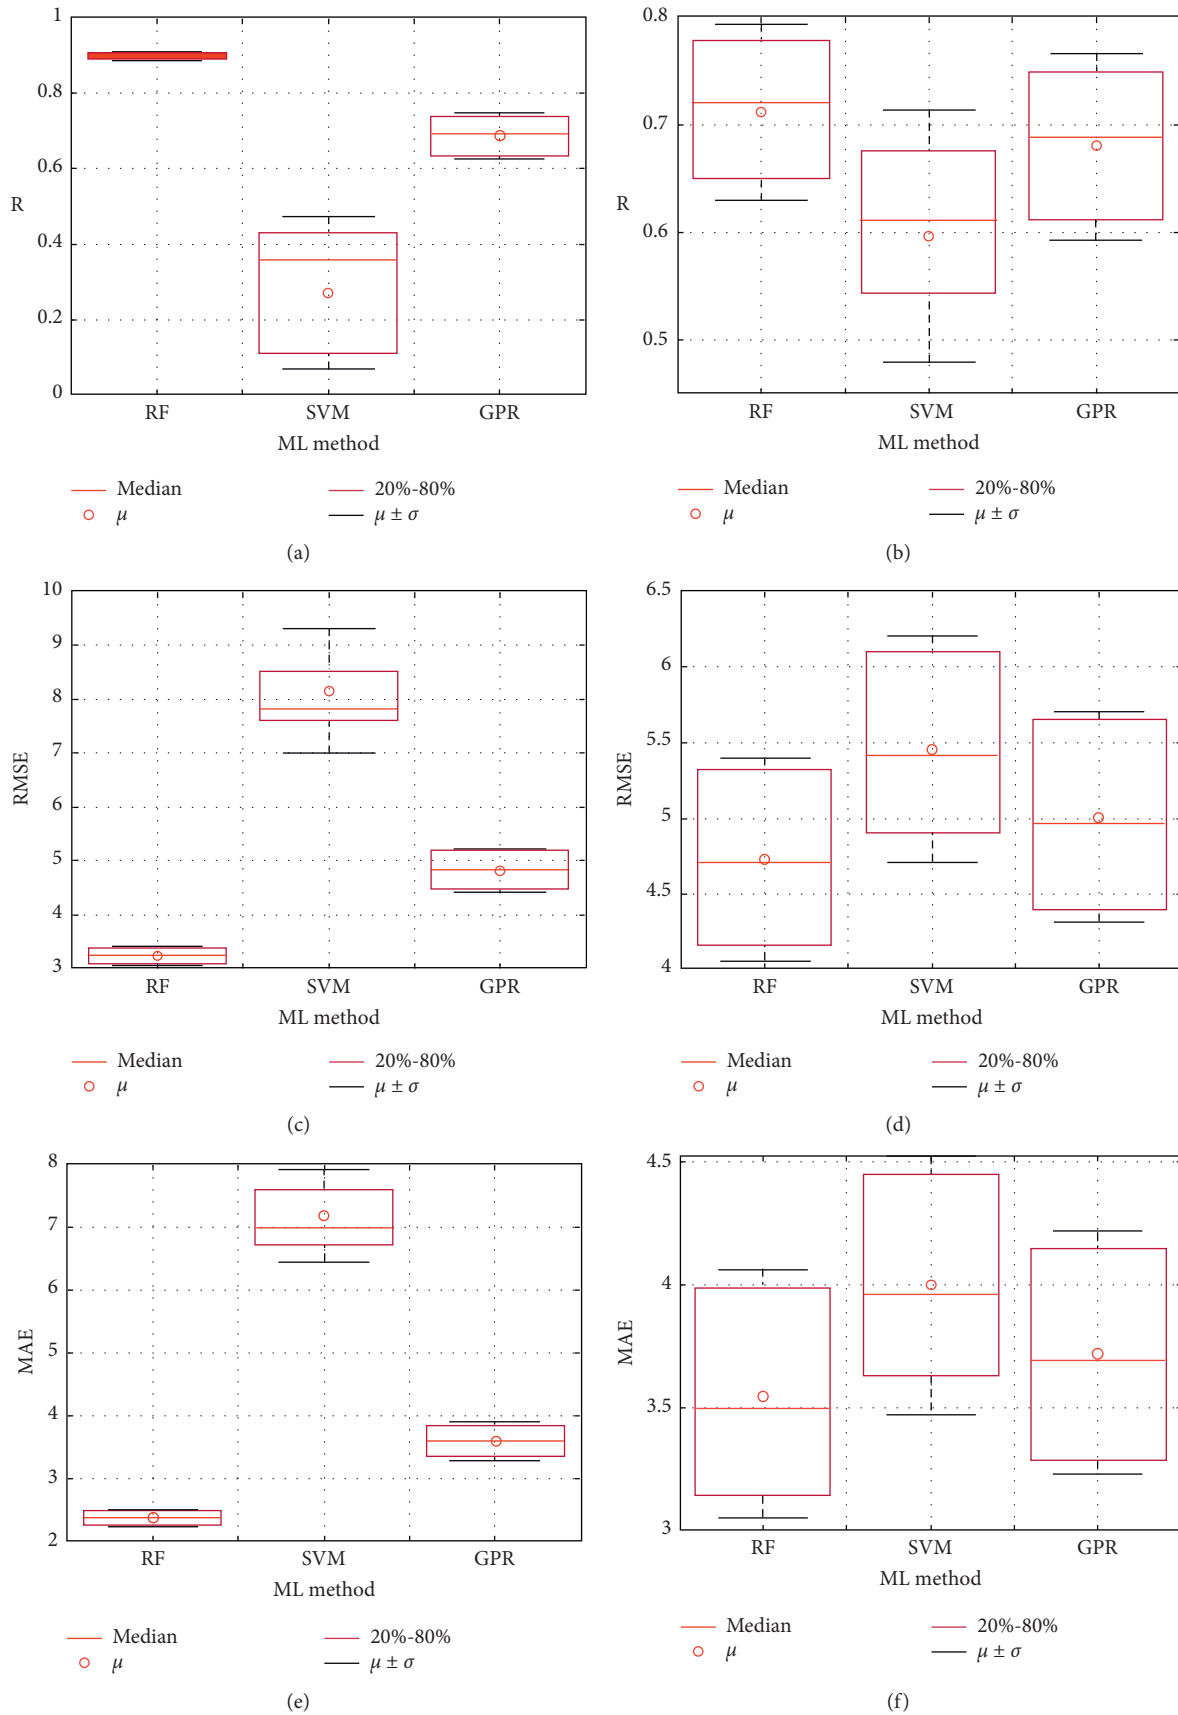 1
0.8
0.6
R
0.4
0.2
0
RF SVM GPR
ML method
Median 20%-80%
μ μ ± σ
(a)
0.8
0.7
R
0.6
0.5
RF SVM GPR
ML method
Median 20%-80%
μ μ ± σ
(b)
10
9
8
7
RMSE
6
5
4
3
RF SVM GPR
ML method
Median 20%-80%
μ μ ± σ
(c)
6.5
6
5.5
RMSE
5
4.5
4
RF SVM GPR
ML method
Median 20%-80%
μ μ ± σ
(d)
8
7
6
5
MAE
4
3
2
RF SVM GPR
ML method
Median 20%-80%
μ μ ± σ
(e)
4.5
4
MAE
3.5
3
RF SVM GPR
ML method
Median 20%-80%
μ μ ± σ
(f)